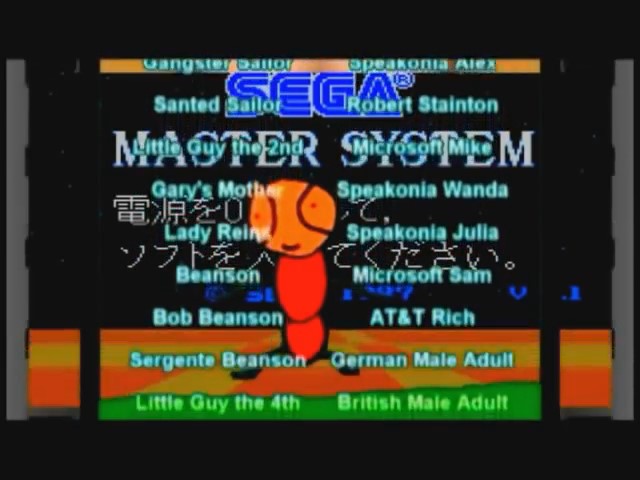 Gangster Sailor Speakonia Alex
SEGA®
Santed Sailor Robert Stainton
MASTER SYSTEM
Little Guy the 2nd Microsoft Mike
Gary's Mother Speakonia Wanda
電源を て,
Lady Reink Speakonia Julia
ソフトを てください。
Beanson Microsoft Sam
©
Bob Beanson AT&T Rich
Sergente Beanson German Male Adult
Little Guy the 4th British Male Adult